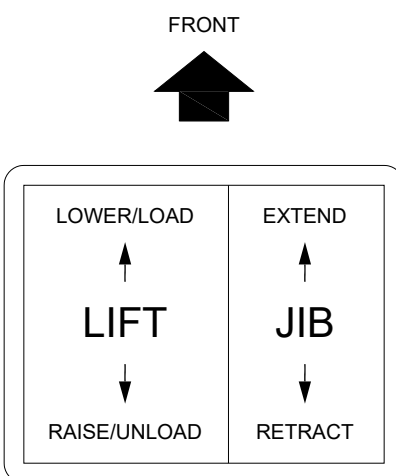 FRONT
LOWER/LOAD
EXTEND
LIFT
JIB
RAISE/UNLOAD
RETRACT